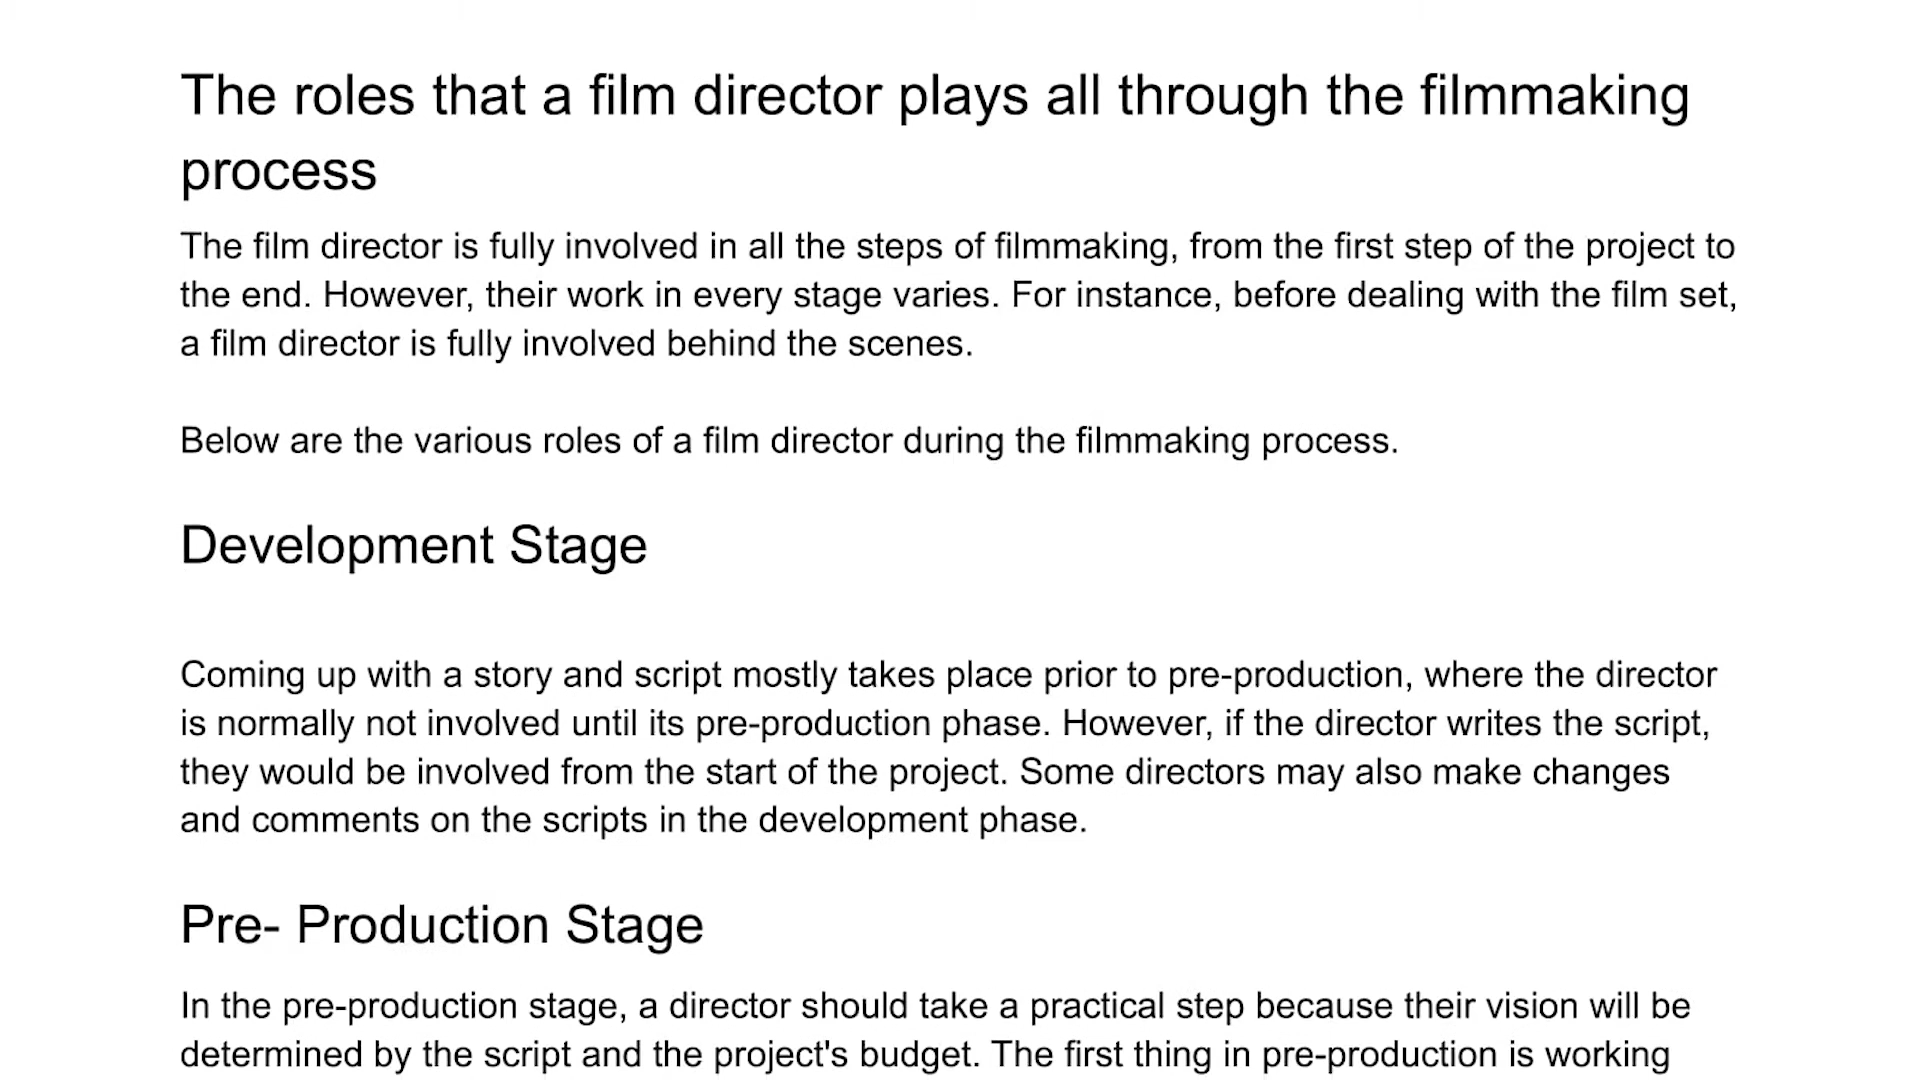 The roles that a film director plays all through the filmmaking
process
The film director is fully involved in all the steps of filmmaking, from the first step of the project to
the end. However, their work in every stage varies. For instance, before dealing with the film set,
a film director is fully involved behind the scenes.
Below are the various roles of a film director during the filmmaking process.
Development Stage
Coming up with a story and script mostly takes place prior to pre-production, where the director
is normally not involved until its pre-production phase. However, if the director writes the script,
they would be involved from the start of the project. Some directors may also make changes
and comments on the scripts in the development phase.
Pre- Production Stage
In the pre-production stage, a director should take a practical step because their vision will be
determined by the script and the project's budget. The first thing in pre-production is working